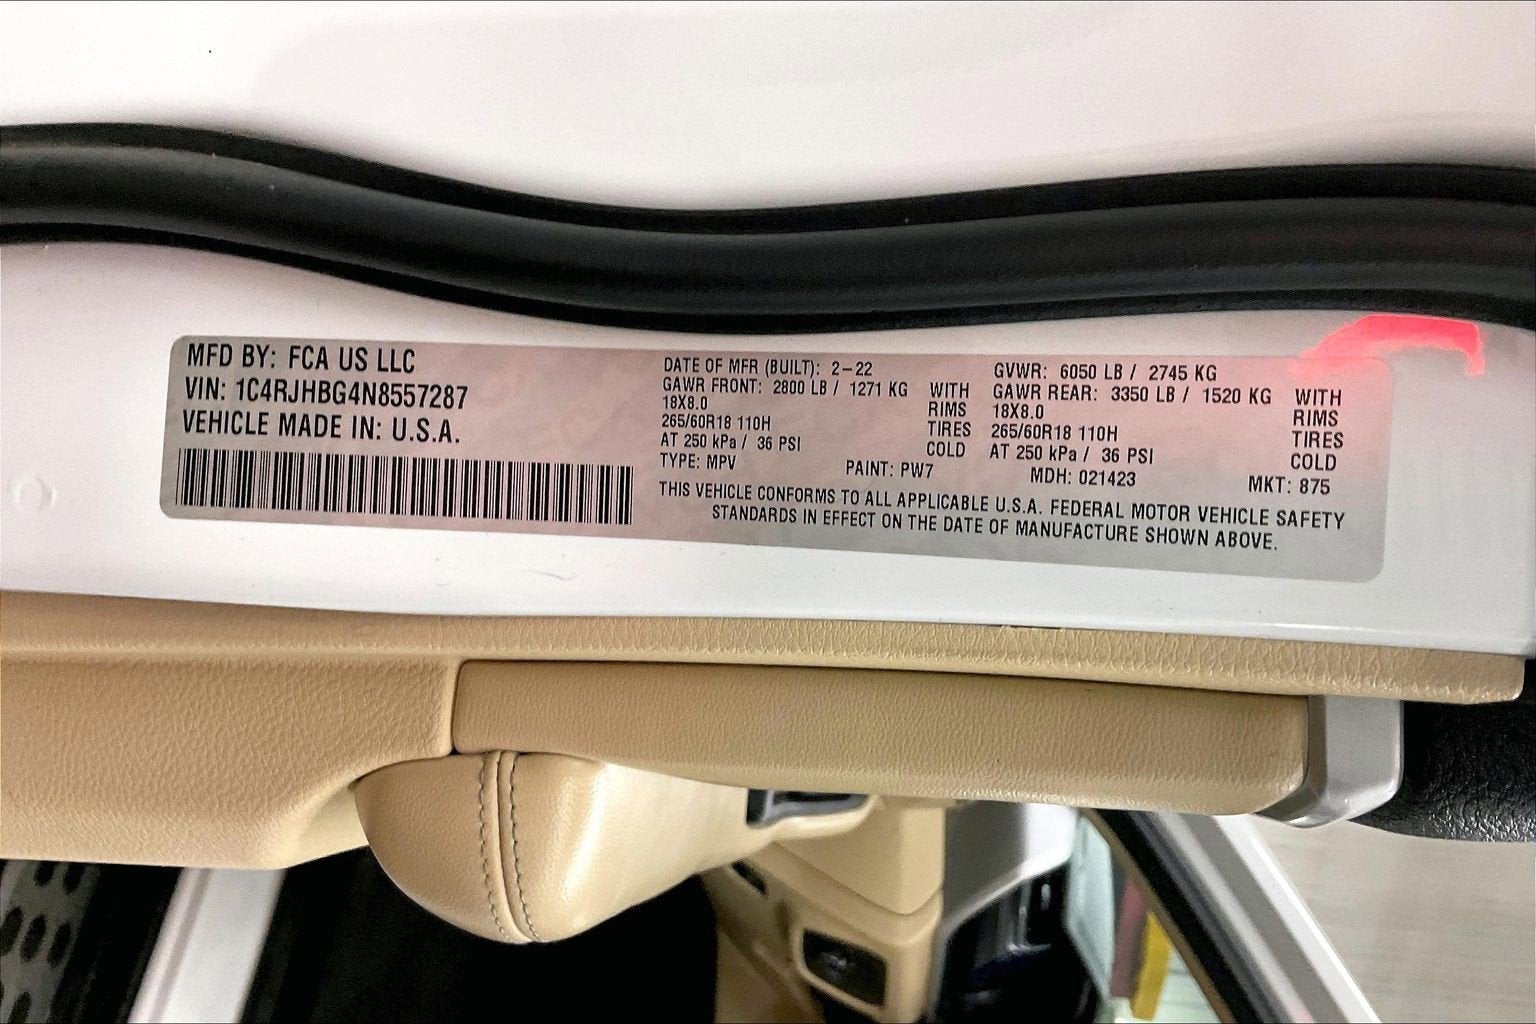 MFD BY: FCA US LLC
VIN: 1C4RJHBG4N8557287
VEHICLE MADE IN: U.S.A.
DATE OF MFR (BUILT): 2-22
GAWR FRONT: 2800 LB / 1271 KG WITH
18X8.0 RIMS
265/60R18 110H TIRES
AT 250 kPa / 36 PSI COLD
GVWR: 6050 LB / 2745 KG
GAWR REAR: 3350 LB / 1520 KG WITH
18X8.0 RIMS
265/60R18 110H TIRES
AT 250 kPa / 36 PSI COLD
TYPE: MPV PAINT: PW7 MDH: 021423 MKT: 875
THIS VEHICLE CONFORMS TO ALL APPLICABLE U.S.A. FEDERAL MOTOR VEHICLE SAFETY
STANDARDS IN EFFECT ON THE DATE OF MANUFACTURE SHOWN ABOVE.